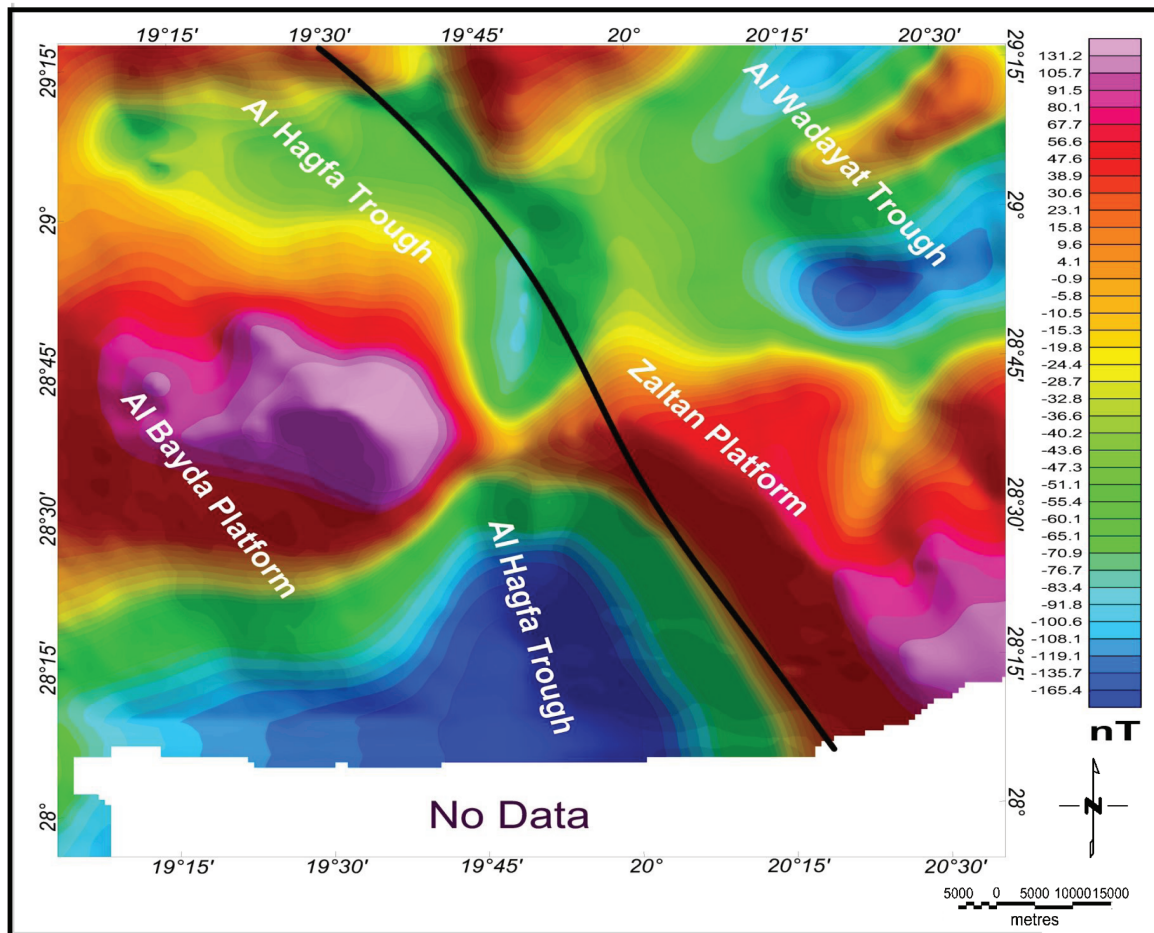 19°15' 19°30' 19°45' 20° 20°15' 20°30'
29°15' 29° 28°45' 28°30' 28°15' 28°
Al Hagfa Trough
Al Wadayat Trough
Al Bayda Platform
Zaltan Platform
Al Hagfa Trough
No Data
29°15' 29° 28°45' 28°30' 28°15' 28°
19°15' 19°30' 19°45' 20° 20°15' 20°30'
131.2
105.7
91.5
80.1
67.7
56.6
47.6
38.9
30.6
23.1
15.8
9.6
4.1
-0.9
-5.8
-10.5
-15.3
-19.8
-24.4
-28.7
-32.8
-36.6
-40.2
-43.6
-47.3
-51.1
-55.4
-60.1
-65.1
-70.9
-76.7
-83.4
-91.8
-100.6
-108.1
-119.1
-135.7
-165.4
nT
N
5000 0 5000 10000 15000
metres